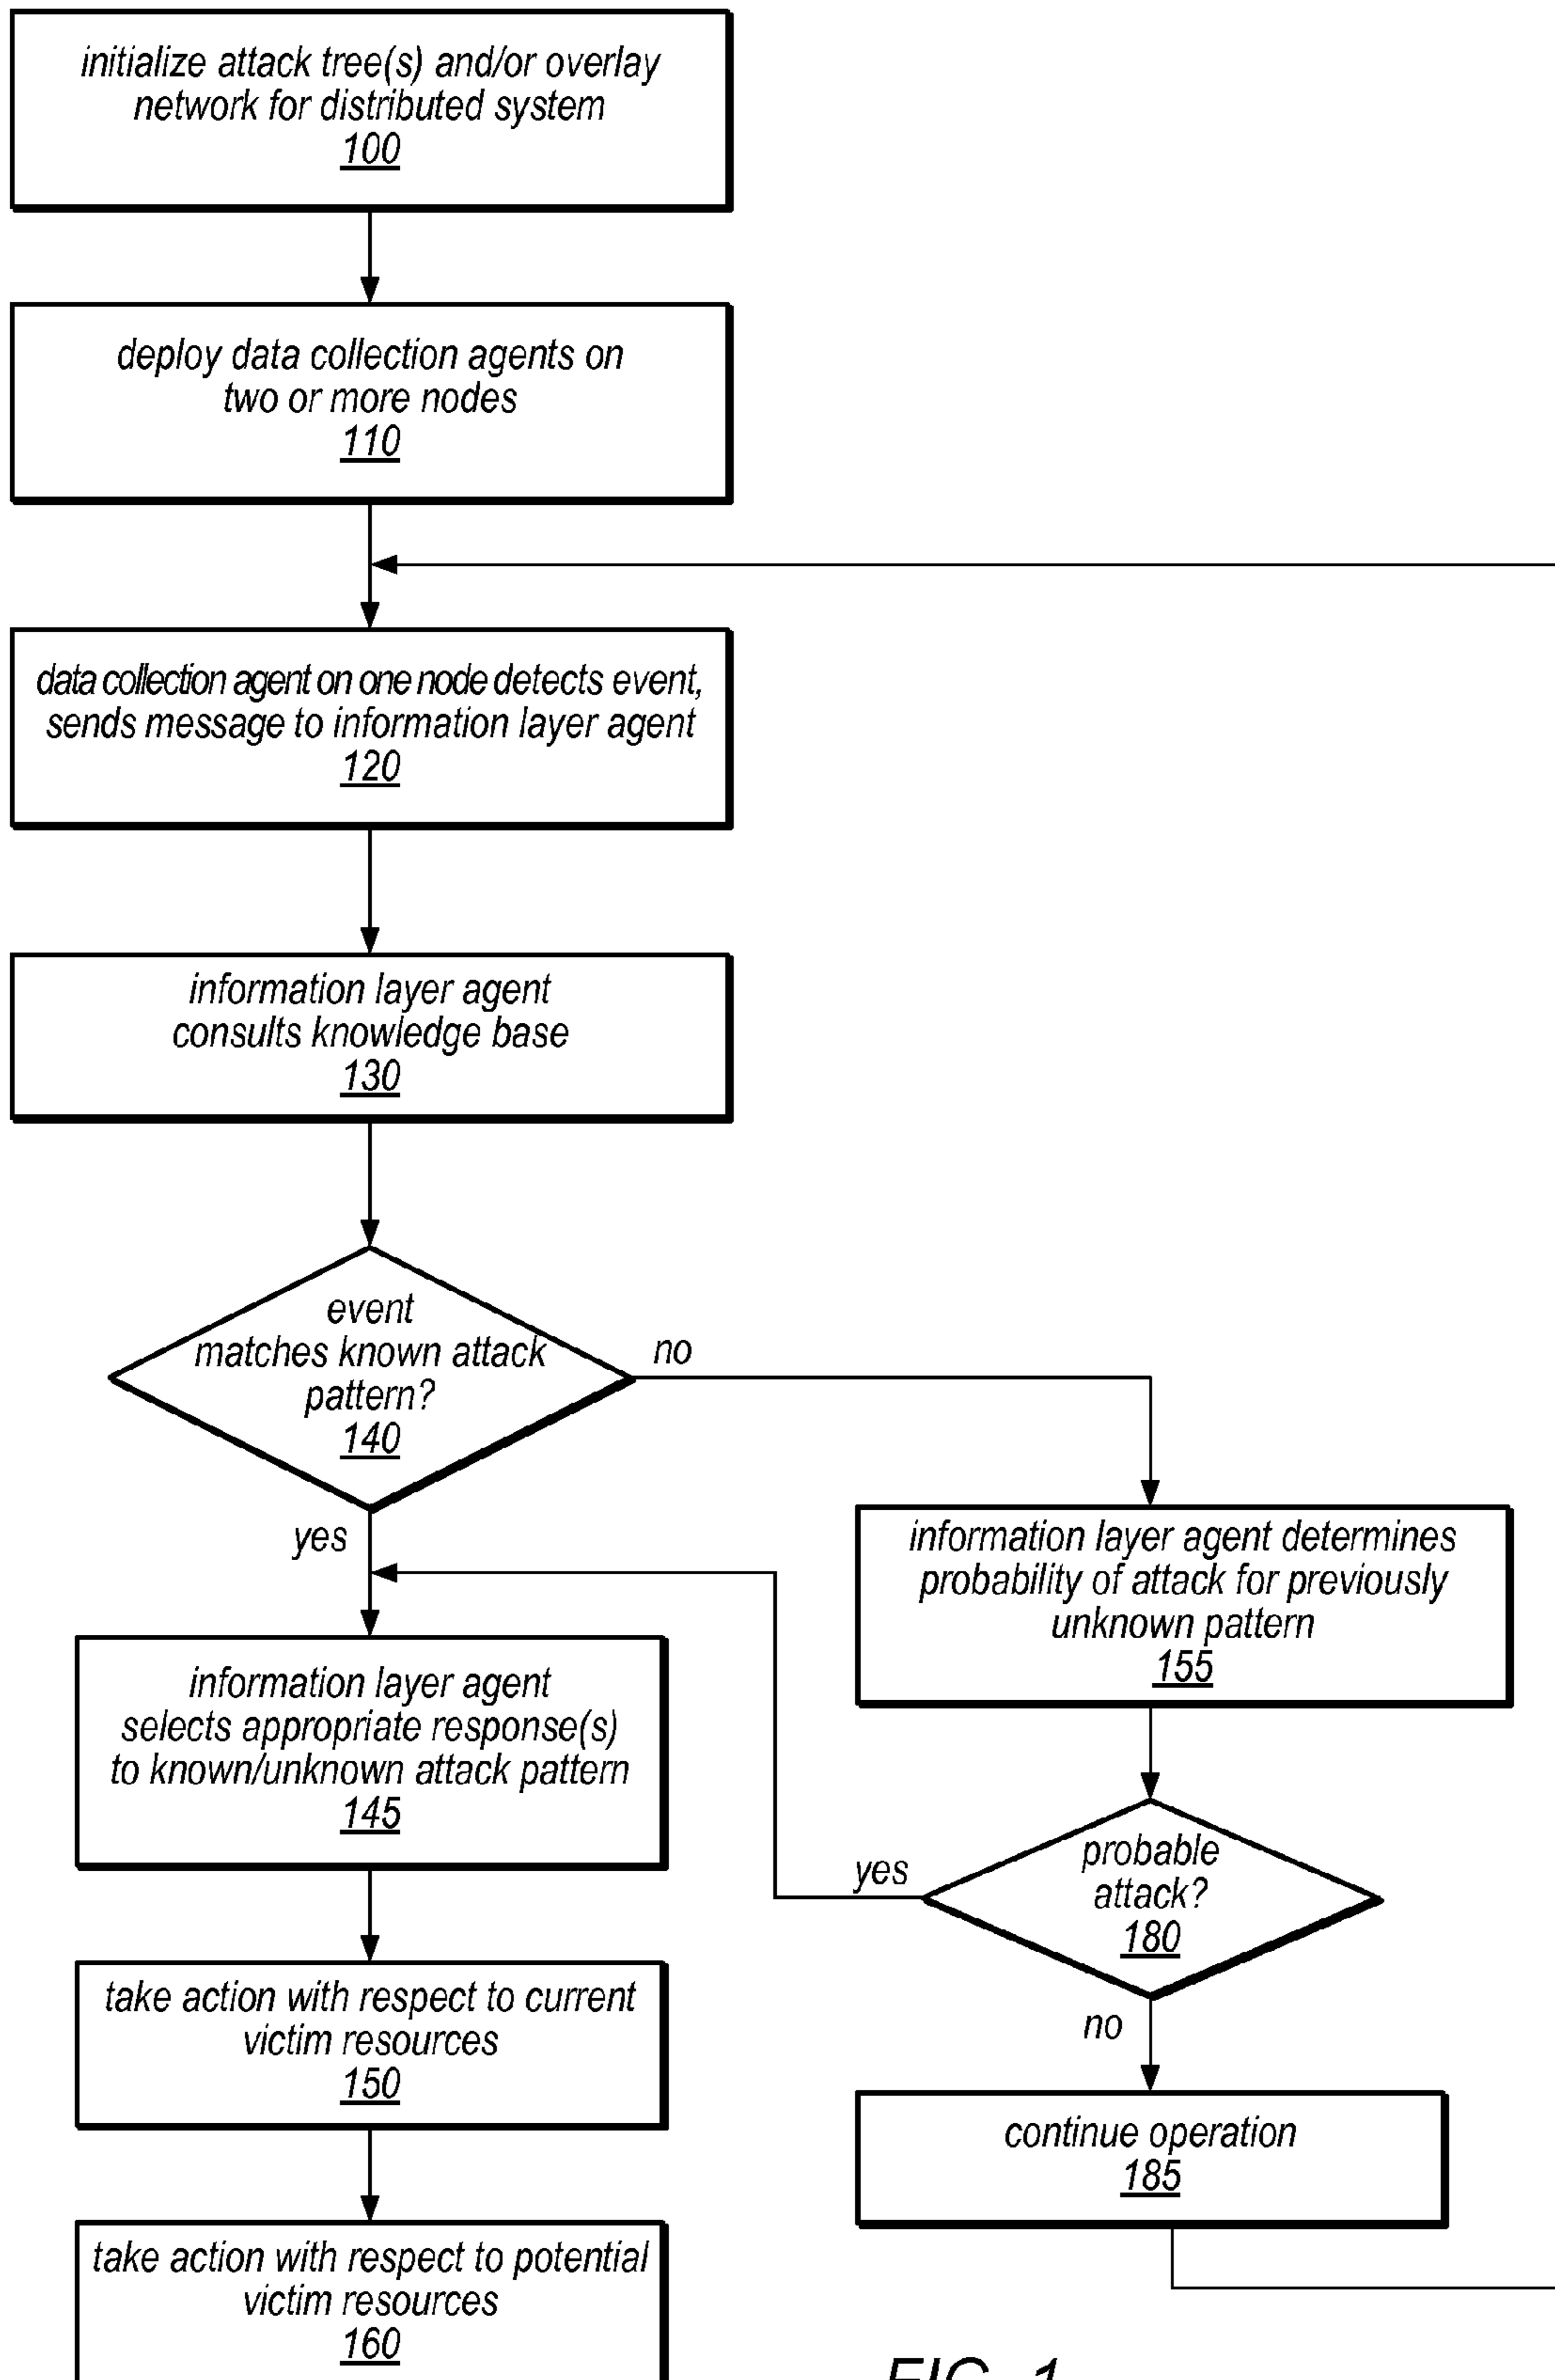 initialize attack tree(s) and/or overlay
network for distributed system
100
deploy data collection agents on
two or more nodes
110
data collection agent on one node detects event,
sends message to information layer agent
120
information layer agent
consults knowledge base
130
event
matches known attack
pattern?
140
no
yes
information layer agent determines
probability of attack for previously
unknown pattern
155
information layer agent
selects appropriate response(s)
to known/unknown attack pattern
145
probable
attack?
180
yes
no
take action with respect to current
victim resources
150
continue operation
185
take action with respect to potential
victim resources
160
FIG. 1